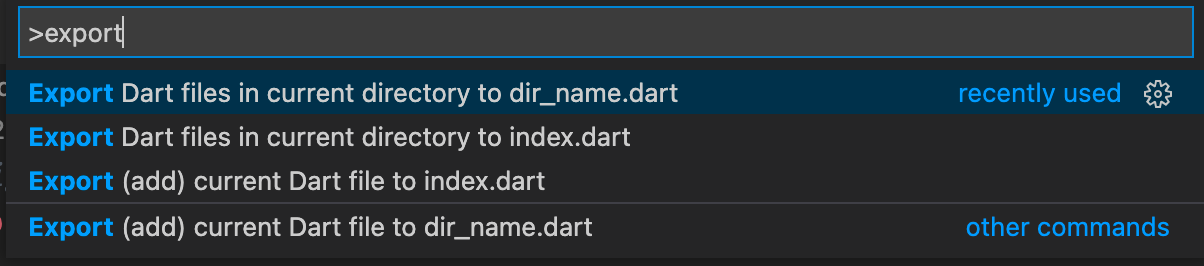 >export
Export Dart files in current directory to dir_name.dart recently used
Export Dart files in current directory to index.dart
Export (add) current Dart file to index.dart
Export (add) current Dart file to dir_name.dart other commands